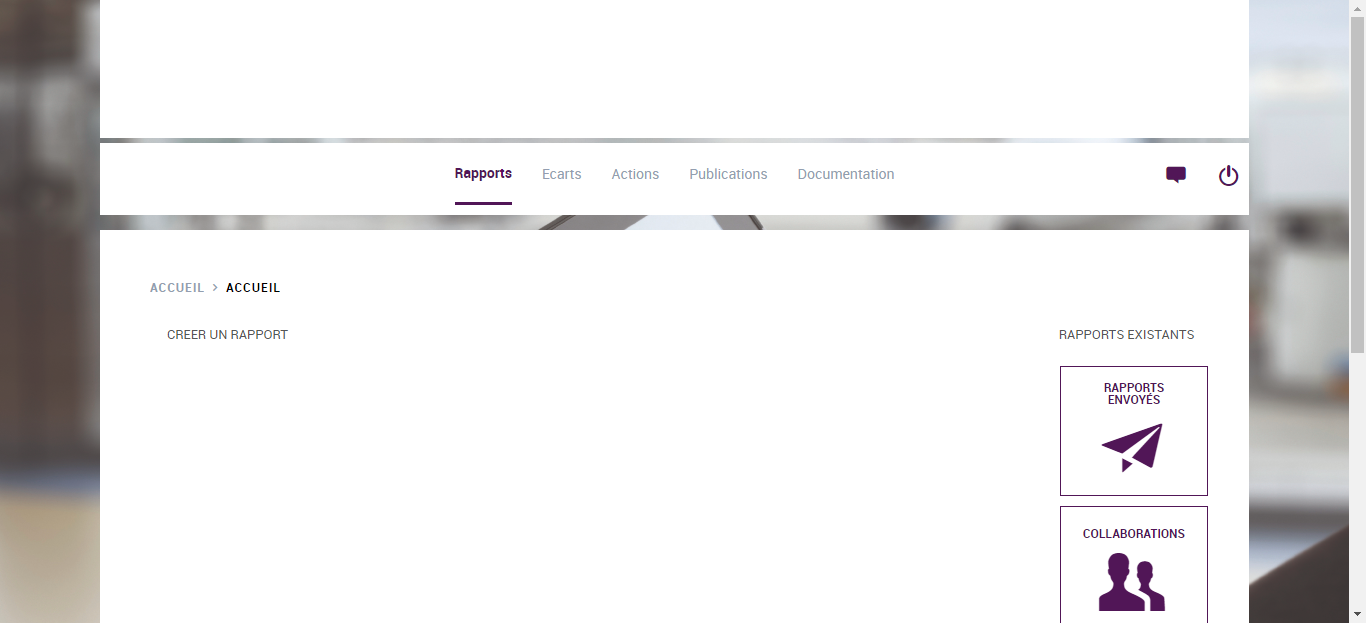 Rapports Ecarts Actions Publications Documentation
ACCUEIL > ACCUEIL
CREER UN RAPPORT
RAPPORTS EXISTANTS
RAPPORTS
ENVOYÉS
COLLABORATIONS